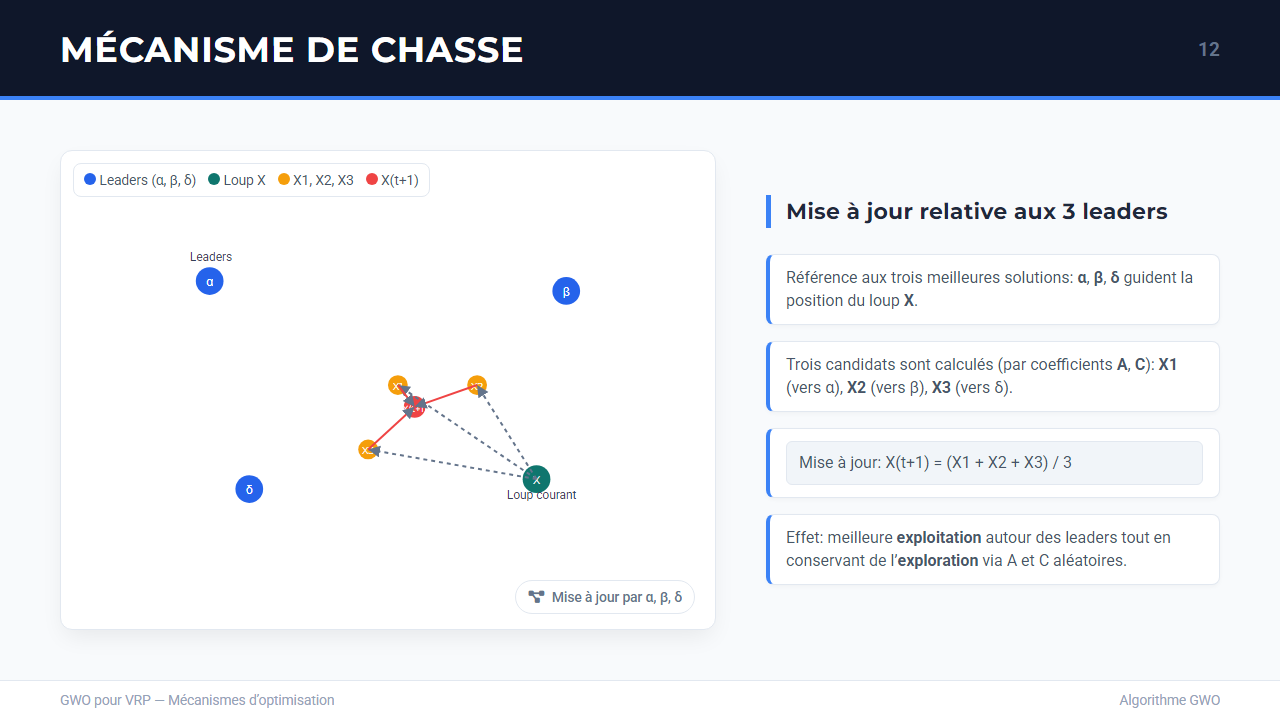 MÉCANISME DE CHASSE
12
Leaders (α, β, δ) Loup X X1, X2, X3 X(t+1)
Leaders
α
β
δ
X
Loup courant
Mise à jour par α, β, δ
Mise à jour relative aux 3 leaders
Référence aux trois meilleures solutions: α, β, δ guident la
position du loup X.
Trois candidats sont calculés (par coefficients A, C): X1
(vers α), X2 (vers β), X3 (vers δ).
Mise à jour: X(t+1) = (X1 + X2 + X3) / 3
Effet: meilleure exploitation autour des leaders tout en
conservant de l’exploration via A et C aléatoires.
GWO pour VRP — Mécanismes d’optimisation
Algorithme GWO